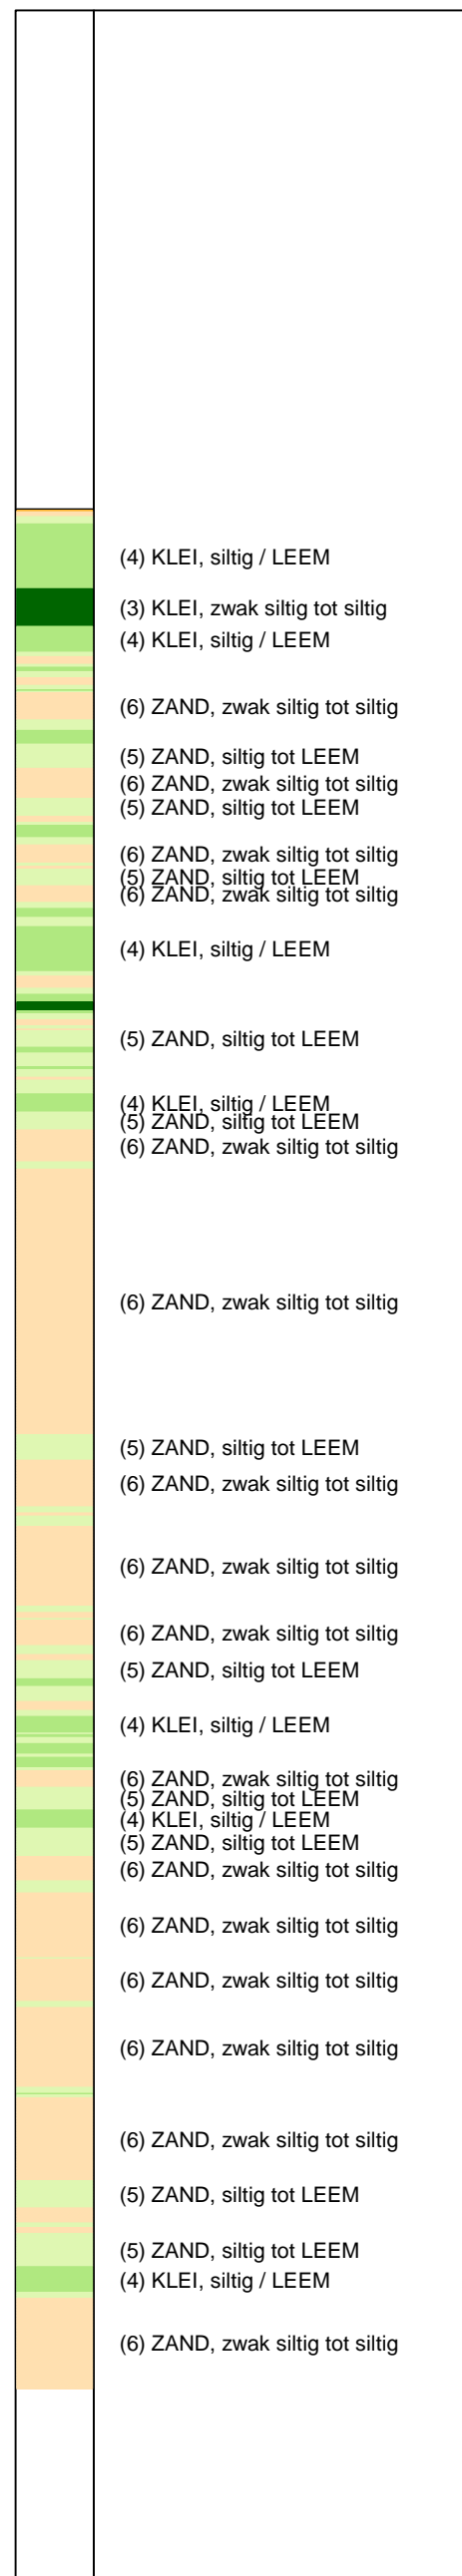 (4) KLEI, siltig / LEEM
(3) KLEI, zwak siltig tot siltig
(4) KLEI, siltig / LEEM
(6) ZAND, zwak siltig tot siltig
(5) ZAND, siltig tot LEEM
(6) ZAND, zwak siltig tot siltig
(5) ZAND, siltig tot LEEM
(6) ZAND, zwak siltig tot siltig
(5) ZAND, siltig tot LEEM
(6) ZAND, zwak siltig tot siltig
(4) KLEI, siltig / LEEM
(5) ZAND, siltig tot LEEM
(4) KLEI, siltig / LEEM
(5) ZAND, siltig tot LEEM
(6) ZAND, zwak siltig tot siltig
(6) ZAND, zwak siltig tot siltig
(5) ZAND, siltig tot LEEM
(6) ZAND, zwak siltig tot siltig
(6) ZAND, zwak siltig tot siltig
(6) ZAND, zwak siltig tot siltig
(5) ZAND, siltig tot LEEM
(4) KLEI, siltig / LEEM
(6) ZAND, zwak siltig tot siltig
(5) ZAND, siltig tot LEEM
(4) KLEI, siltig / LEEM
(5) ZAND, siltig tot LEEM
(6) ZAND, zwak siltig tot siltig
(6) ZAND, zwak siltig tot siltig
(6) ZAND, zwak siltig tot siltig
(6) ZAND, zwak siltig tot siltig
(6) ZAND, zwak siltig tot siltig
(5) ZAND, siltig tot LEEM
(5) ZAND, siltig tot LEEM
(4) KLEI, siltig / LEEM
(6) ZAND, zwak siltig tot siltig